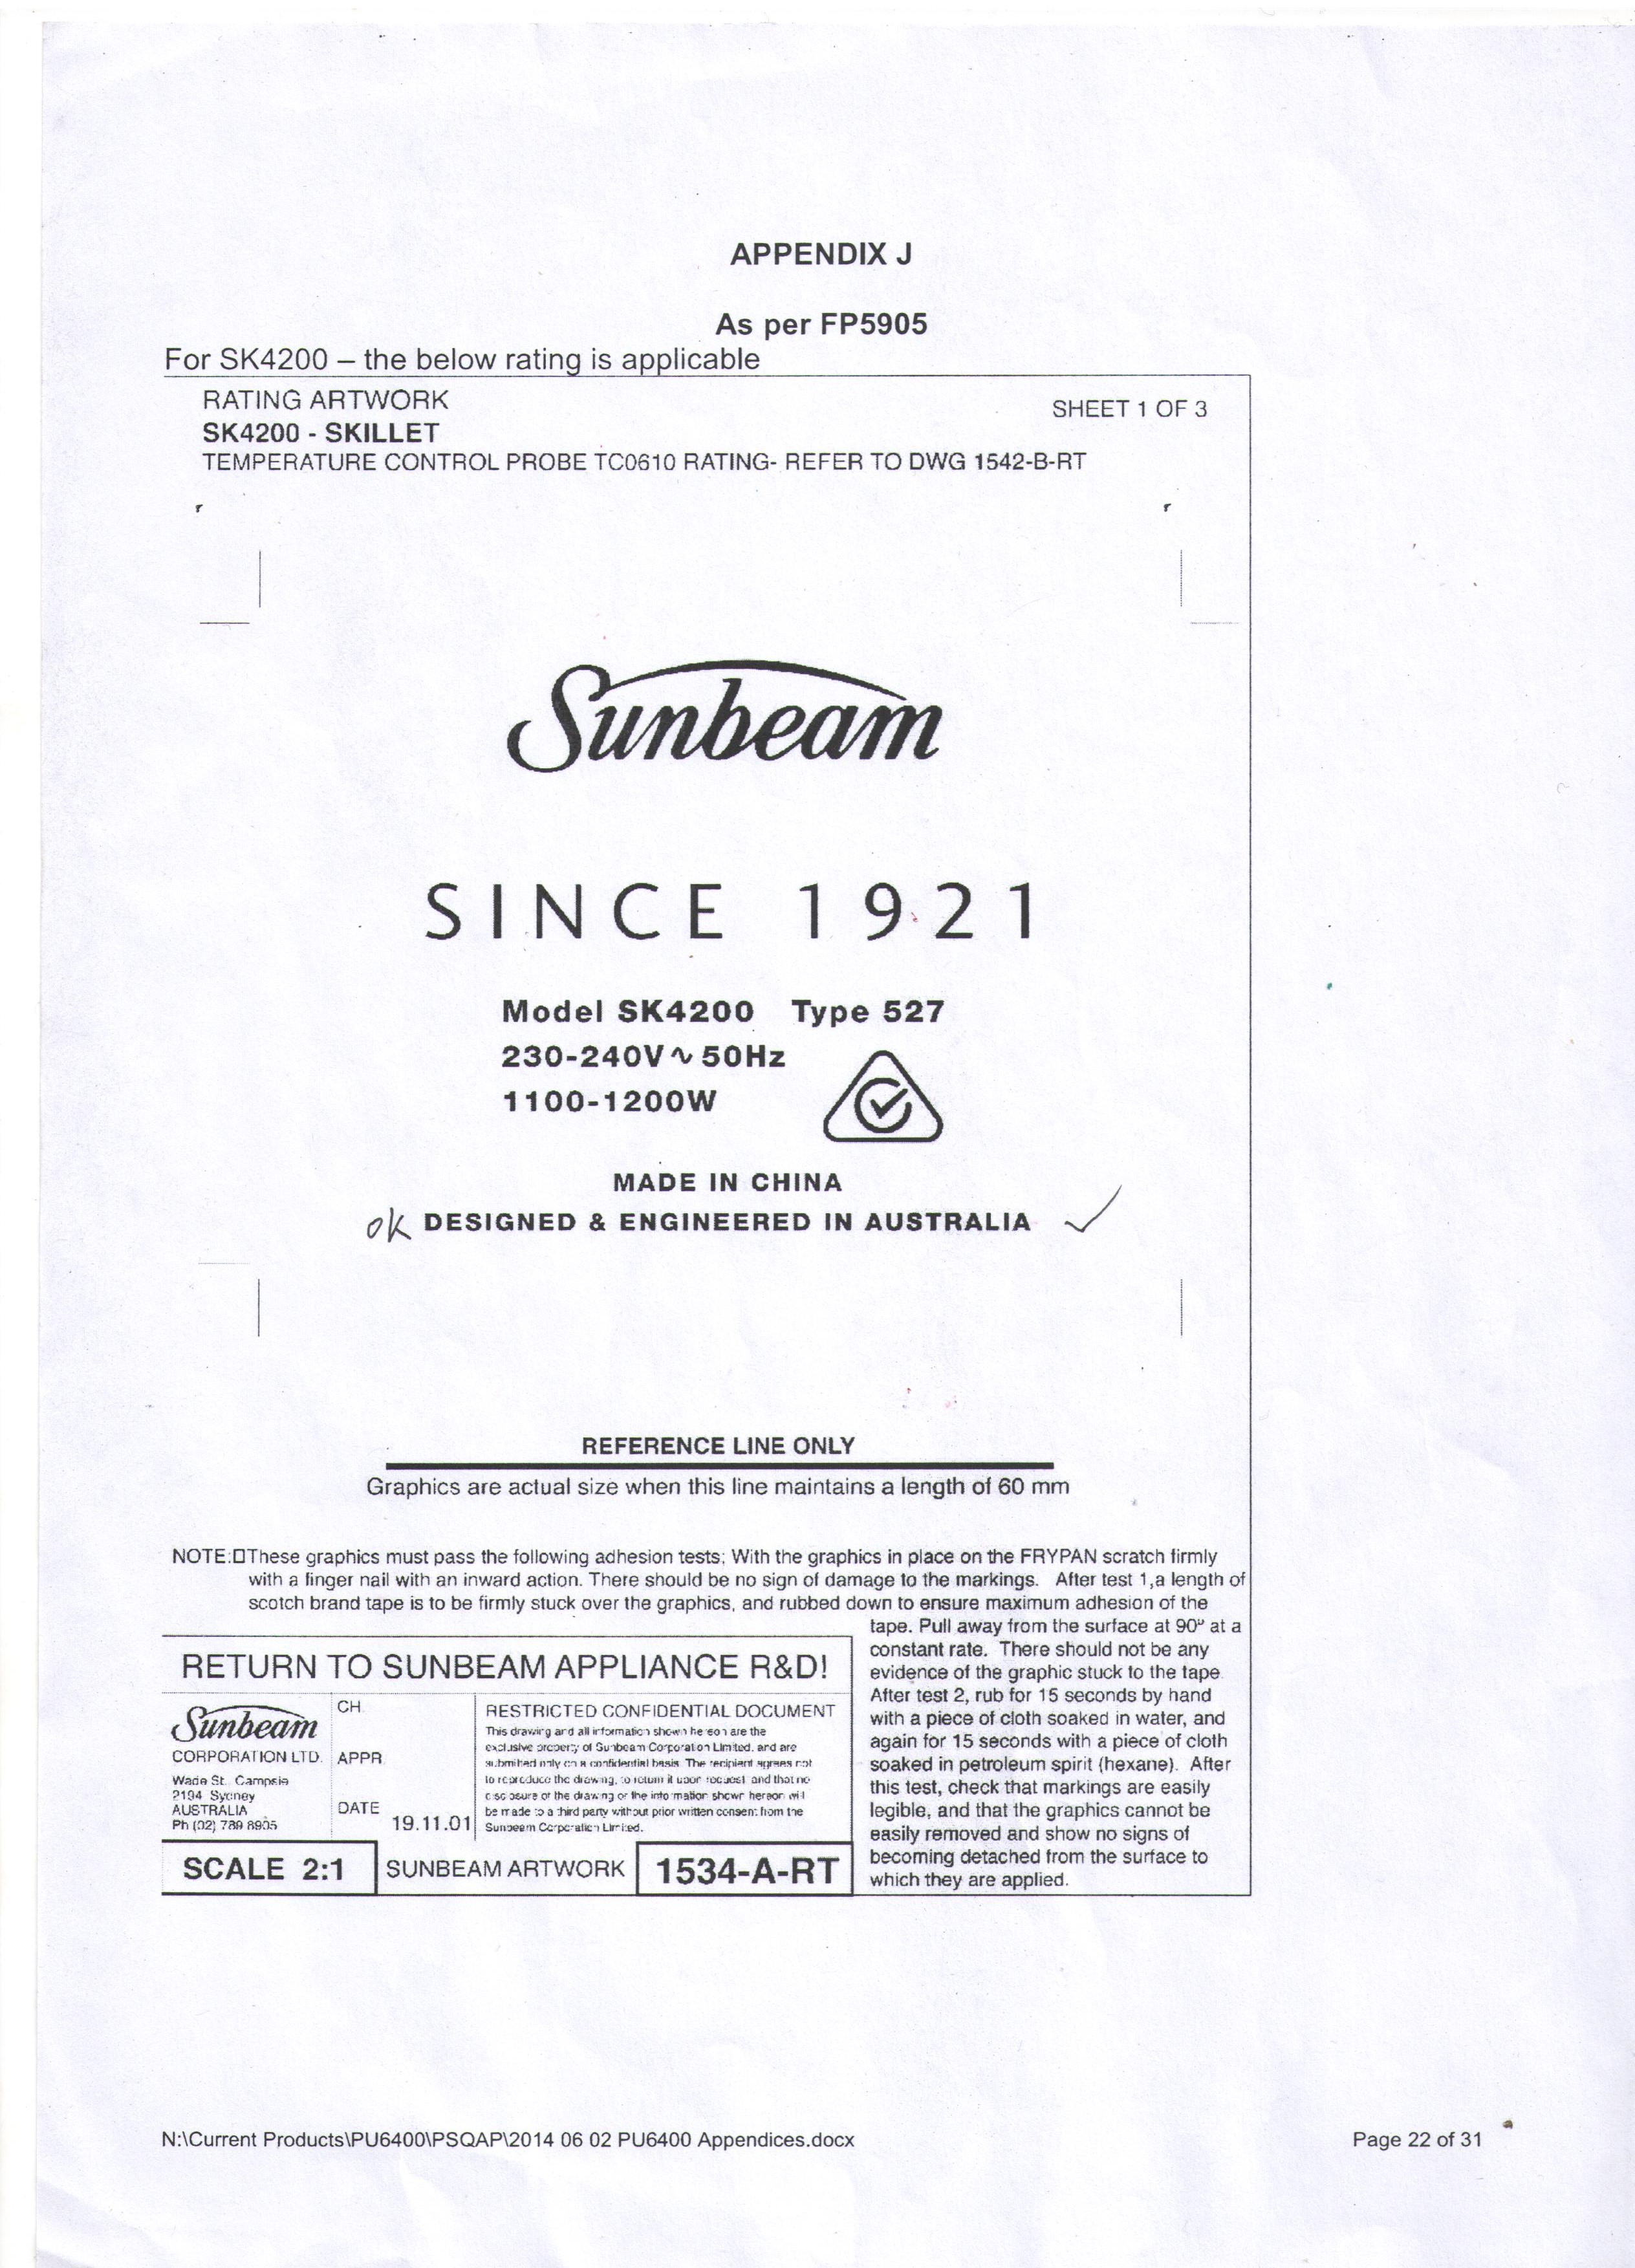 APPENDIX J
As per FP5905
For SK4200 – the below rating is applicable
RATING ARTWORK
SHEET 1 OF 3
SK4200 - SKILLET
TEMPERATURE CONTROL PROBE TC0610 RATING- REFER TO DWG 1542-B-RT
Sunbeam
SINCE 1921
Model SK4200 Type 527
230-240V∿50Hz
1100-1200W
MADE IN CHINA
ok DESIGNED & ENGINEERED IN AUSTRALIA ✓
REFERENCE LINE ONLY
Graphics are actual size when this line maintains a length of 60 mm
NOTE:☐These graphics must pass the following adhesion tests; With the graphics in place on the FRYPAN scratch firmly
with a finger nail with an inward action. There should be no sign of damage to the markings. After test 1,a length of
scotch brand tape is to be firmly stuck over the graphics, and rubbed down to ensure maximum adhesion of the
tape. Pull away from the surface at 90º at a
constant rate. There should not be any
evidence of the graphic stuck to the tape.
After test 2, rub for 15 seconds by hand
with a piece of cloth soaked in water, and
again for 15 seconds with a piece of cloth
soaked in petroleum spirit (hexane). After
this test, check that markings are easily
legible, and that the graphics cannot be
easily removed and show no signs of
becoming detached from the surface to
which they are applied.
RETURN TO SUNBEAM APPLIANCE R&D!
Sunbeam
CORPORATION LTD.
Wade St. Campsie
2194 Sydney
AUSTRALIA
Ph (02) 789 8905
CH
APPR
DATE 19.11.01
RESTRICTED CONFIDENTIAL DOCUMENT
This drawing and all information shown hereon are the
exclusive property of Sunbeam Corporation Limited, and are
submitted only on a confidential basis. The recipient agrees not
to reproduce the drawing, to return it upon request and that no
disclosure of the drawing or the information shown hereon will
be made to a third party without prior written consent from the
Sunbeam Corporation Limited.
SCALE 2:1
SUNBEAM ARTWORK
1534-A-RT
N:\Current Products\PU6400\PSQAP\2014 06 02 PU6400 Appendices.docx
Page 22 of 31